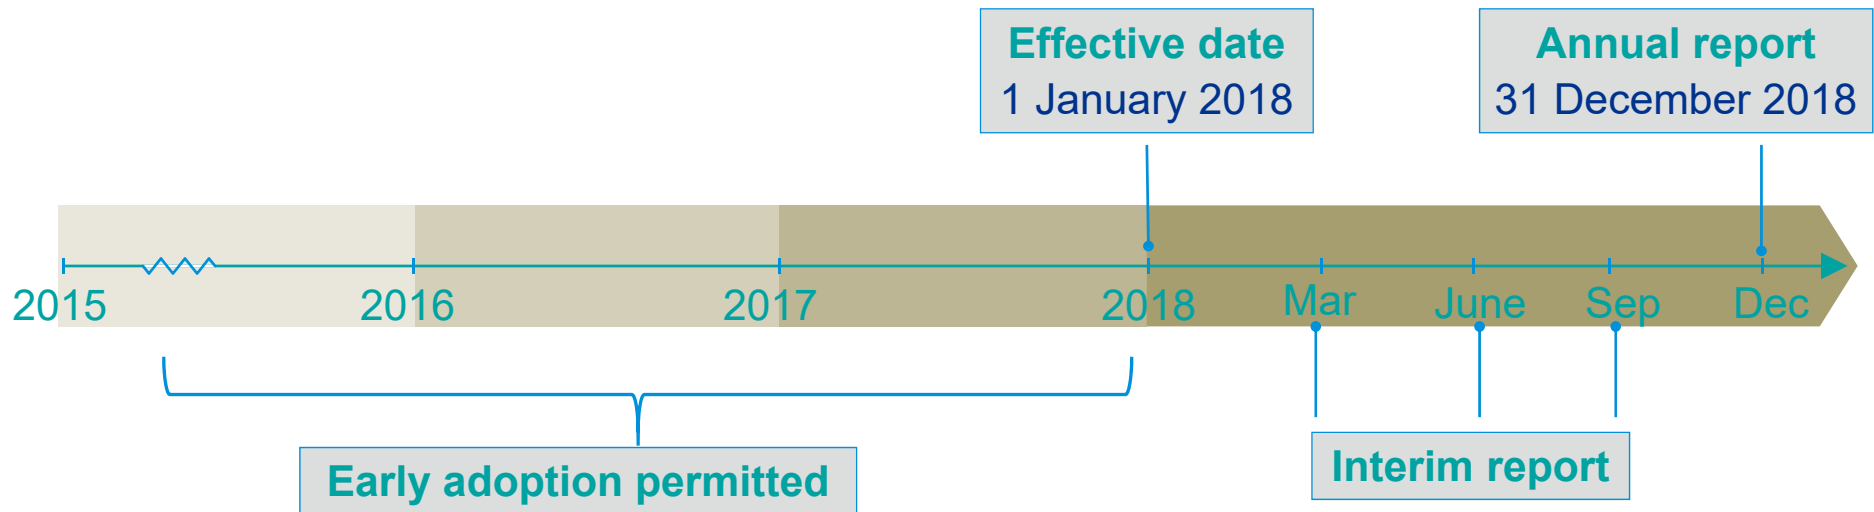 Effective date
1 January 2018
Annual report
31 December 2018
2015
2016
2017
2018
Mar
June
Sep
Dec
Early adoption permitted
Interim report